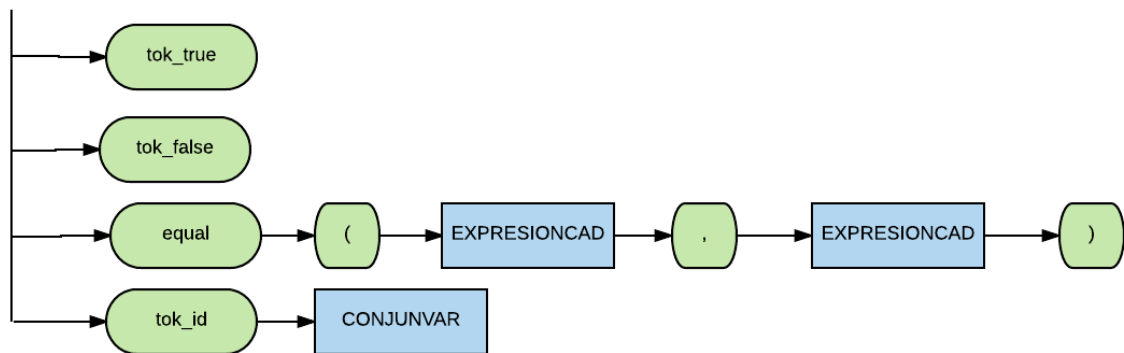 tok_true
tok_false
equal ( EXPRESIONCAD , EXPRESIONCAD )
tok_id CONJUNVAR